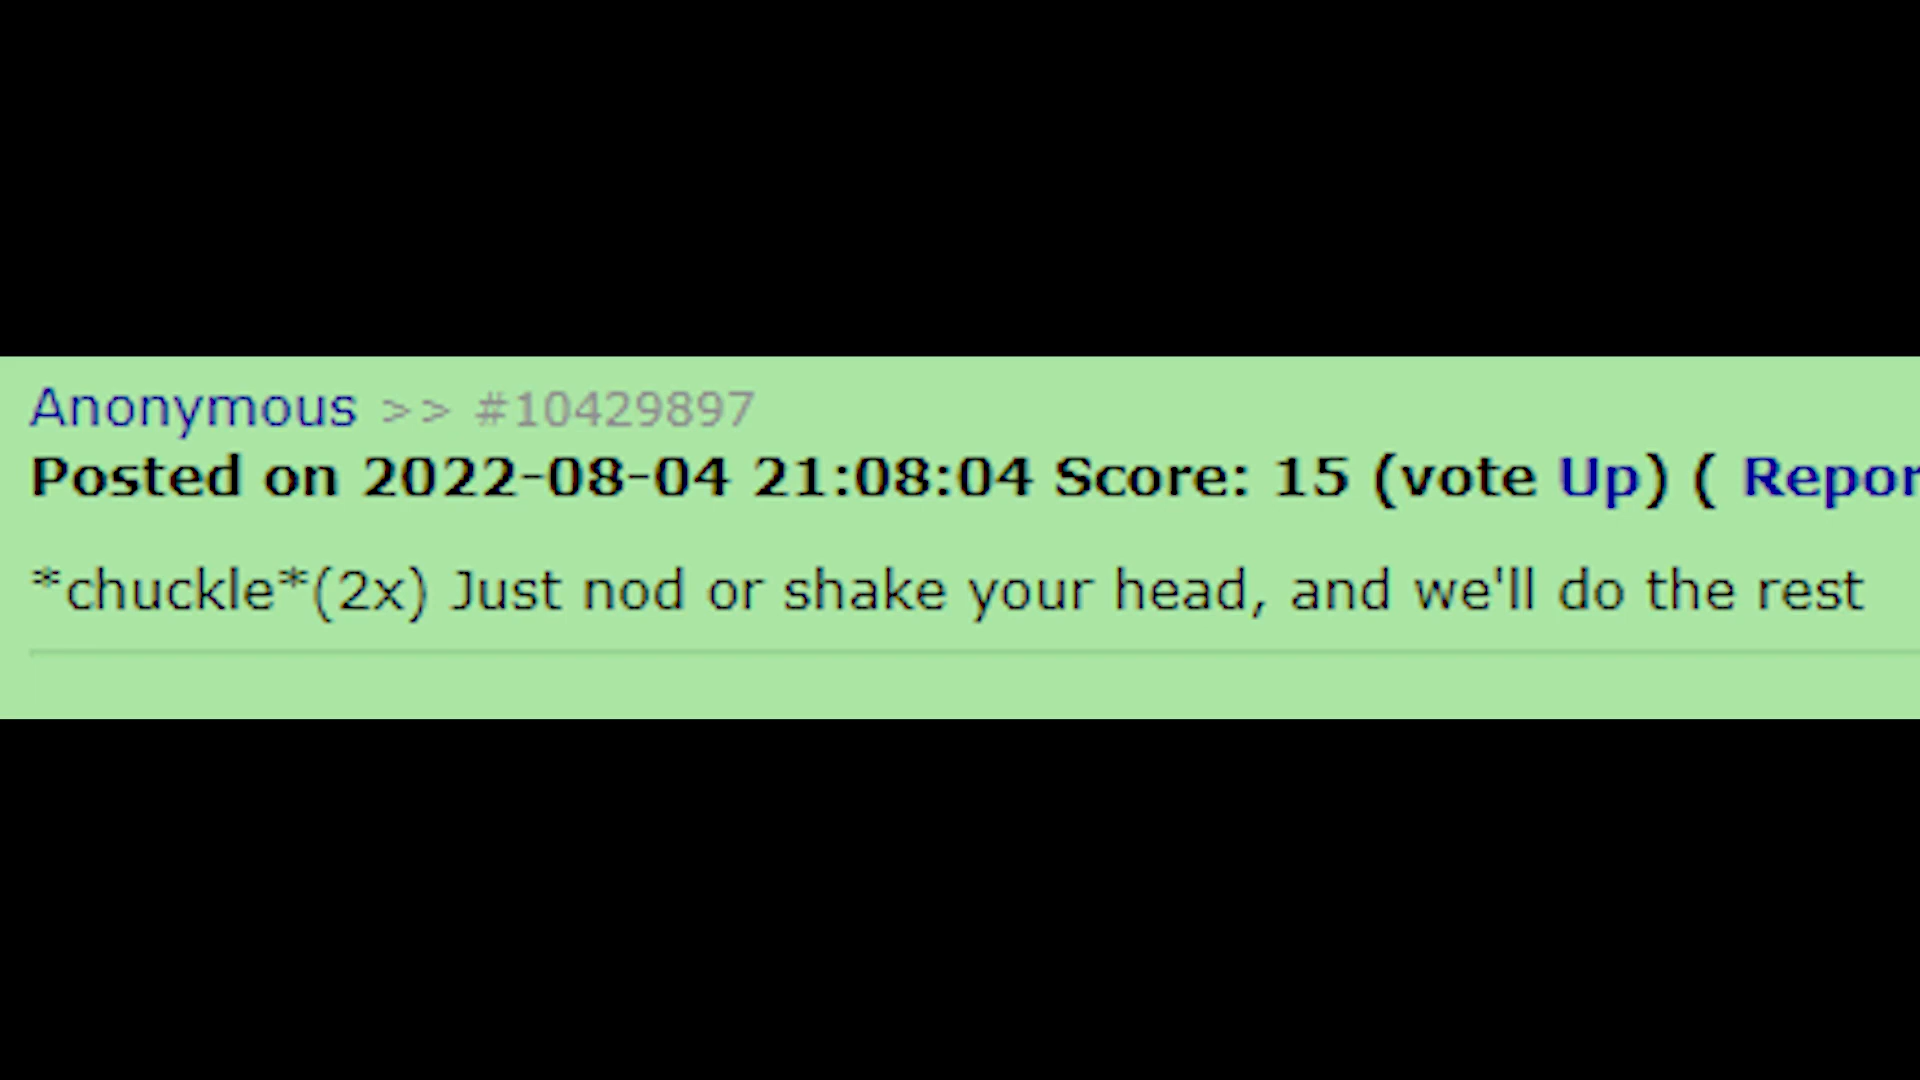 Anonymous >> #10429897
Posted on 2022-08-04 21:08:04 Score: 15 (vote Up) ( Repor
*chuckle*(2x) Just nod or shake your head, and we'll do the rest